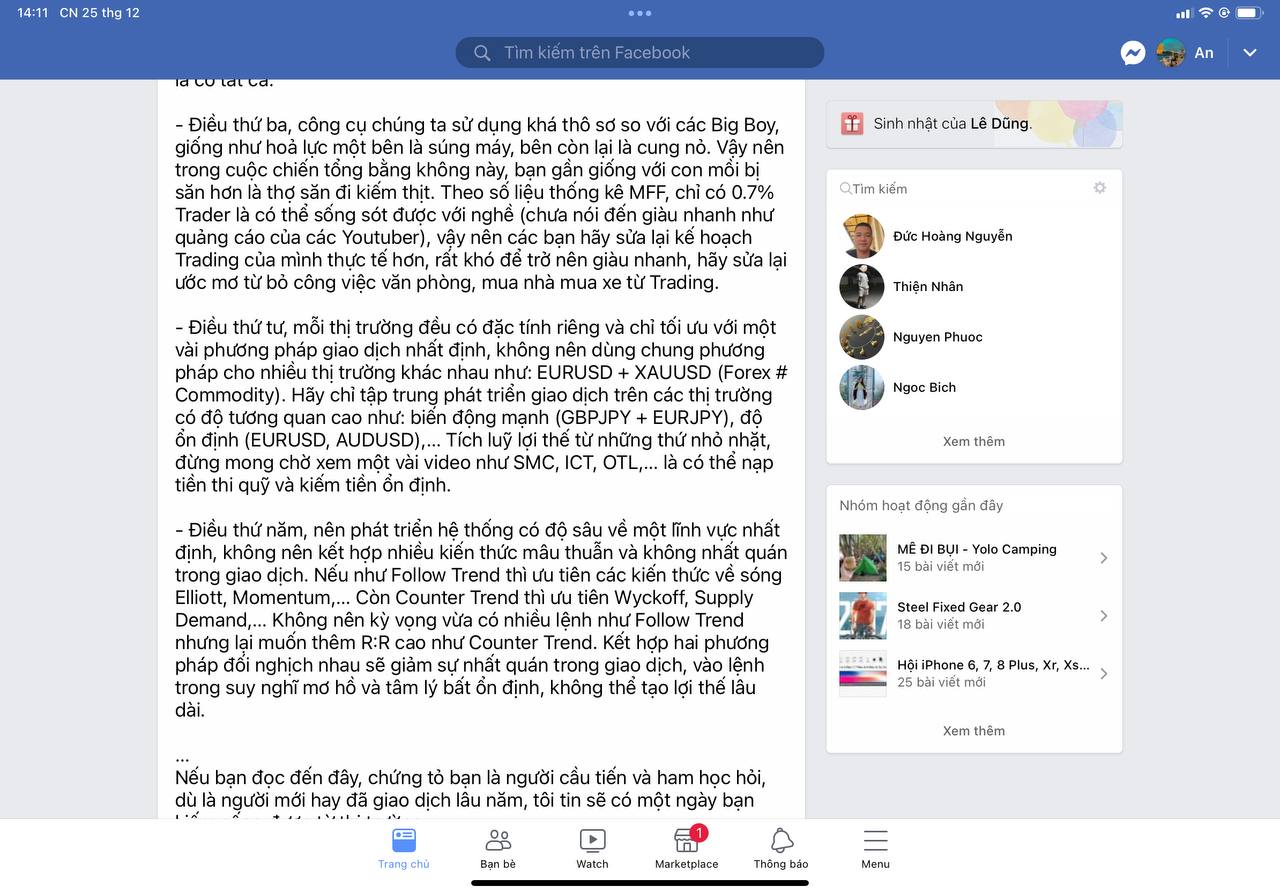 14:11 CN 25 thg 12
Tìm kiếm trên Facebook
An
là có tất cả.
- Điều thứ ba, công cụ chúng ta sử dụng khá thô sơ so với các Big Boy,
giống như hoả lực một bên là súng máy, bên còn lại là cung nỏ. Vậy nên
trong cuộc chiến tổng bằng không này, bạn gần giống với con mồi bị
săn hơn là thợ săn đi kiếm thịt. Theo số liệu thống kê MFF, chỉ có 0.7%
Trader là có thể sống sót được với nghề (chưa nói đến giàu nhanh như
quảng cáo của các Youtuber), vậy nên các bạn hãy sửa lại kế hoạch
Trading của mình thực tế hơn, rất khó để trở nên giàu nhanh, hãy sửa lại
ước mơ từ bỏ công việc văn phòng, mua nhà mua xe từ Trading.
- Điều thứ tư, mỗi thị trường đều có đặc tính riêng và chỉ tối ưu với một
vài phương pháp giao dịch nhất định, không nên dùng chung phương
pháp cho nhiều thị trường khác nhau như: EURUSD + XAUUSD (Forex #
Commodity). Hãy chỉ tập trung phát triển giao dịch trên các thị trường
có độ tương quan cao như: biến động mạnh (GBPJPY + EURJPY), độ
ổn định (EURUSD, AUDUSD),... Tích luỹ lợi thế từ những thứ nhỏ nhặt,
đừng mong chờ xem một vài video như SMC, ICT, OTL,... là có thể nạp
tiền thi quỹ và kiếm tiền ổn định.
- Điều thứ năm, nên phát triển hệ thống có độ sâu về một lĩnh vực nhất
định, không nên kết hợp nhiều kiến thức mâu thuẫn và không nhất quán
trong giao dịch. Nếu như Follow Trend thì ưu tiên các kiến thức về sóng
Elliott, Momentum,... Còn Counter Trend thì ưu tiên Wyckoff, Supply
Demand,... Không nên kỳ vọng vừa có nhiều lệnh như Follow Trend
nhưng lại muốn thêm R:R cao như Counter Trend. Kết hợp hai phương
pháp đối nghịch nhau sẽ giảm sự nhất quán trong giao dịch, vào lệnh
trong suy nghĩ mơ hồ và tâm lý bất ổn định, không thể tạo lợi thế lâu
dài.
...
Nếu bạn đọc đến đây, chứng tỏ bạn là người cầu tiến và ham học hỏi,
dù là người mới hay đã giao dịch lâu năm, tôi tin sẽ có một ngày bạn
Sinh nhật của Lê Dũng.
Tìm kiếm
Đức Hoàng Nguyễn
Thiện Nhân
Nguyen Phuoc
Ngoc Bich
Xem thêm
Nhóm hoạt động gần đây
MÊ ĐI BỤI - Yolo Camping
15 bài viết mới
Steel Fixed Gear 2.0
18 bài viết mới
Hội iPhone 6, 7, 8 Plus, Xr, Xs...
25 bài viết mới
Xem thêm
1
Trang chủ
Bạn bè
Watch
Marketplace
Thông báo
Menu